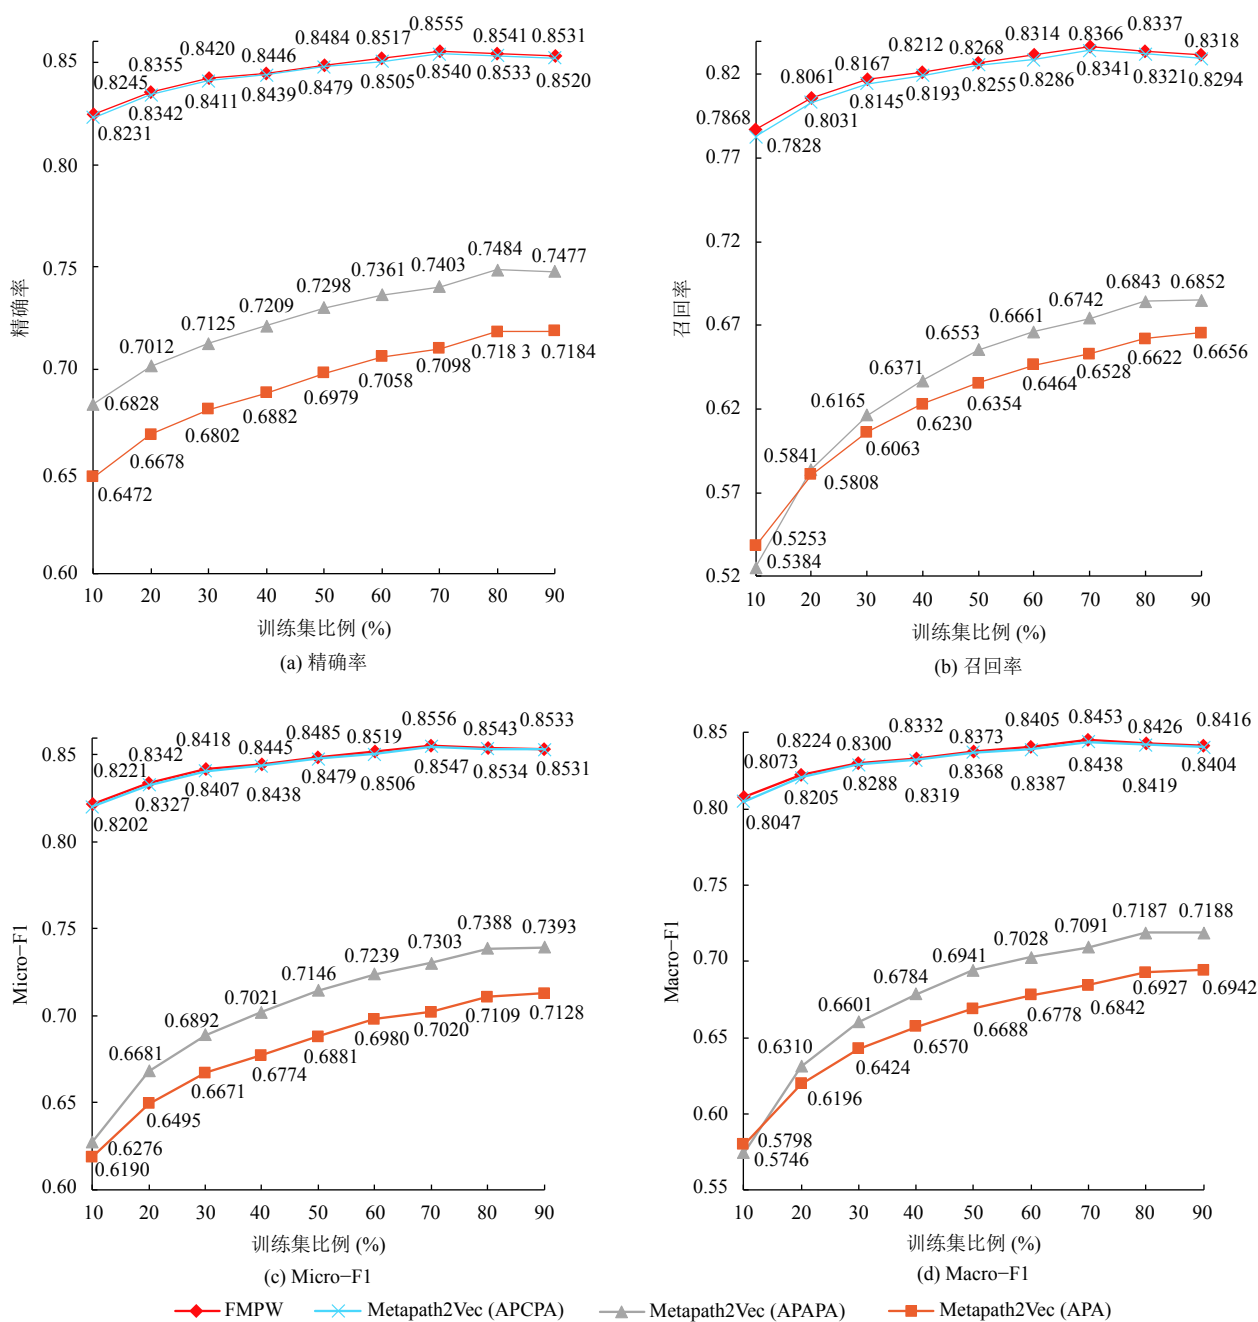 0.8245 0.8355 0.8420 0.8446 0.8484 0.8517 0.8555 0.8541 0.8531
0.8231 0.8342 0.8411 0.8439 0.8479 0.8505 0.8540 0.8533 0.8520
0.6828 0.7012 0.7125 0.7209 0.7298 0.7361 0.7403 0.7484 0.7477
0.6472 0.6678 0.6802 0.6882 0.6979 0.7058 0.7098 0.718 3 0.7184
0.85
0.80
0.75
0.70
0.65
0.60
精确率
10 20 30 40 50 60 70 80 90
训练集比例 (%)
(a) 精确率
0.7868 0.8061 0.8167 0.8212 0.8268 0.8314 0.8366 0.8337 0.8318
0.7828 0.8031 0.8145 0.8193 0.8255 0.8286 0.8341 0.8321 0.8294
0.5384 0.5841 0.6165 0.6371 0.6553 0.6661 0.6742 0.6843 0.6852
0.5253 0.5808 0.6063 0.6230 0.6354 0.6464 0.6528 0.6622 0.6656
0.82
0.77
0.72
0.67
0.62
0.57
0.52
召回率
10 20 30 40 50 60 70 80 90
训练集比例 (%)
(b) 召回率
0.8221 0.8342 0.8418 0.8445 0.8485 0.8519 0.8556 0.8543 0.8533
0.8202 0.8327 0.8407 0.8438 0.8479 0.8506 0.8547 0.8534 0.8531
0.6276 0.6681 0.6892 0.7021 0.7146 0.7239 0.7303 0.7388 0.7393
0.6190 0.6495 0.6671 0.6774 0.6881 0.6980 0.7020 0.7109 0.7128
0.85
0.80
0.75
0.70
0.65
0.60
Micro−F1
10 20 30 40 50 60 70 80 90
训练集比例 (%)
(c) Micro−F1
0.8073 0.8224 0.8300 0.8332 0.8373 0.8405 0.8453 0.8426 0.8416
0.8047 0.8205 0.8288 0.8319 0.8368 0.8387 0.8438 0.8419 0.8404
0.5746 0.6310 0.6601 0.6784 0.6941 0.7028 0.7091 0.7187 0.7188
0.5798 0.6196 0.6424 0.6570 0.6688 0.6778 0.6842 0.6927 0.6942
0.85
0.80
0.75
0.70
0.65
0.60
0.55
Macro−F1
10 20 30 40 50 60 70 80 90
训练集比例 (%)
(d) Macro−F1
FMPW Metapath2Vec (APCPA) Metapath2Vec (APAPA) Metapath2Vec (APA)